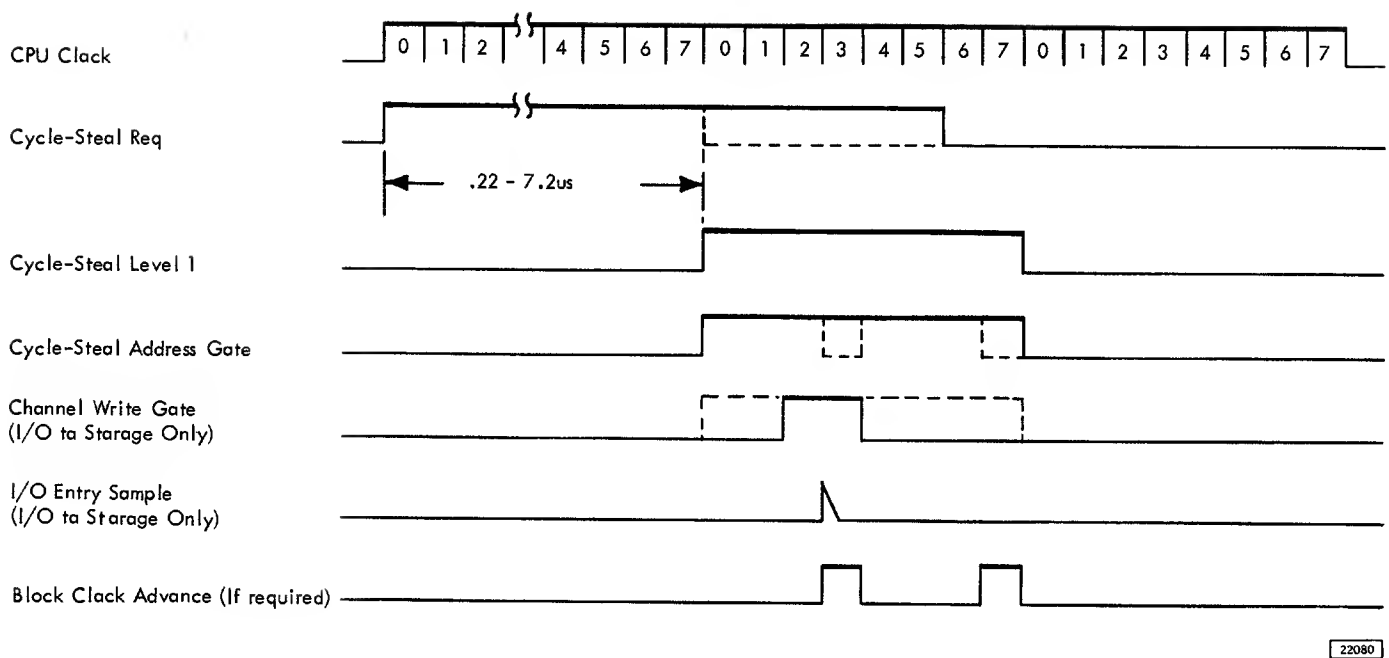 CPU Clack
0 1 2 4 5 6 7 0 1 2 3 4 5 6 7 0 1 2 3 4 5 6 7
Cycle-Steal Req
.22 - 7.2us
Cycle-Steal Level 1
Cycle-Steal Address Gate
Channel Write Gate
(I/O ta Starage Only)
I/O Entry Sample
(I/O ta Starage Only)
Block Clack Advance (If required)
22080